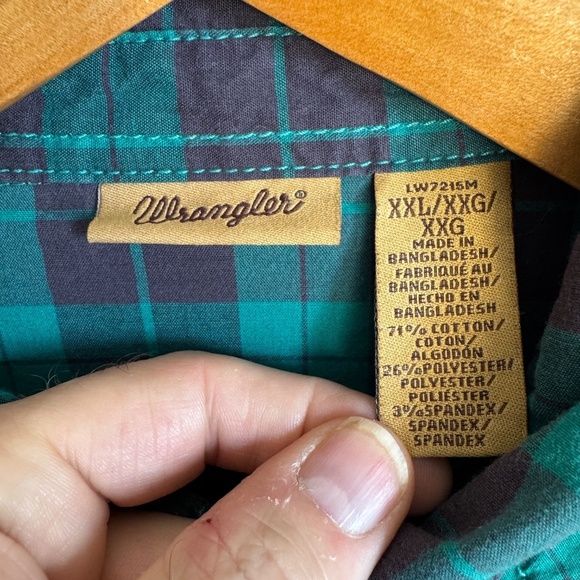 Wrangler®
LW7215M
XXL/XXG/
XXG
MADE IN
BANGLADESH/
FABRIQUÉ AU
BANGLADESH/
HECHO EN
BANGLADESH
71% COTTON/
COTON/
ALGODÓN
26%POLYESTER/
POLYESTER/
POLIÉSTER
3%SPANDEX/
SPANDEX/
SPANDEX